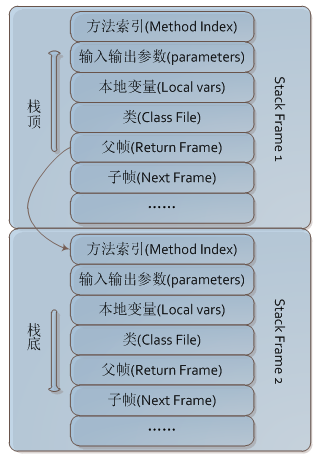 方法索引(Method Index)
输入输出参数(parameters)
本地变量(Local vars)
类(Class File)
父帧(Return Frame)
子帧(Next Frame)
......
栈顶
Stack Frame 1
方法索引(Method Index)
输入输出参数(parameters)
本地变量(Local vars)
类(Class File)
父帧(Return Frame)
子帧(Next Frame)
......
栈底
Stack Frame 2